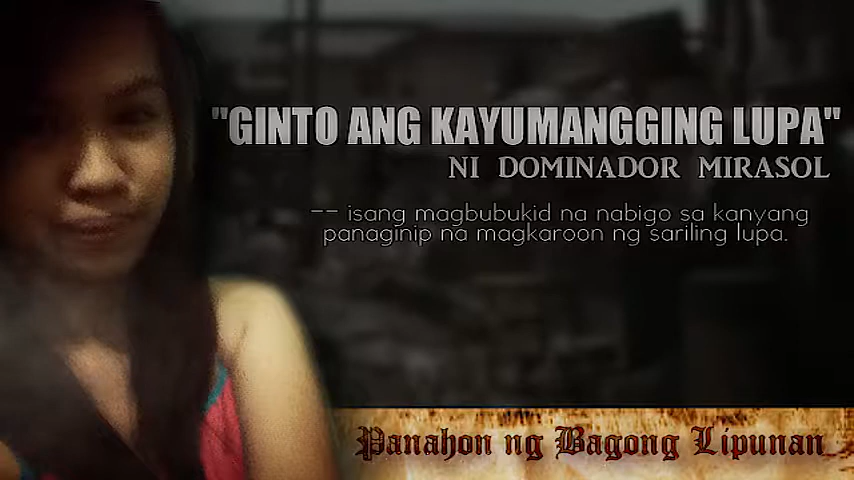 "GINTO ANG KAYUMANGGING LUPA"
NI DOMINADOR MIRASOL
-- isang magbubukid na nabigo sa kanyang
panaginip na magkaroon ng sariling lupa.
Panahon ng Bagong Lipunan